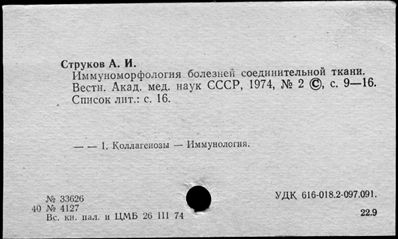 Струков А. И.
Иммуноморфология болезней соединительной ткани.
Вестн. Акад. мед. наук СССР, 1974, № 2 ©, с. 9—16.
Список лит.: с. 16.
— — 1. Коллагенозы — Иммунология.
№ 33626
40 № 4127
Вс. кн. пал. и ЦМБ 26 III 74
УДК 616-018.2-097.091.
22.9